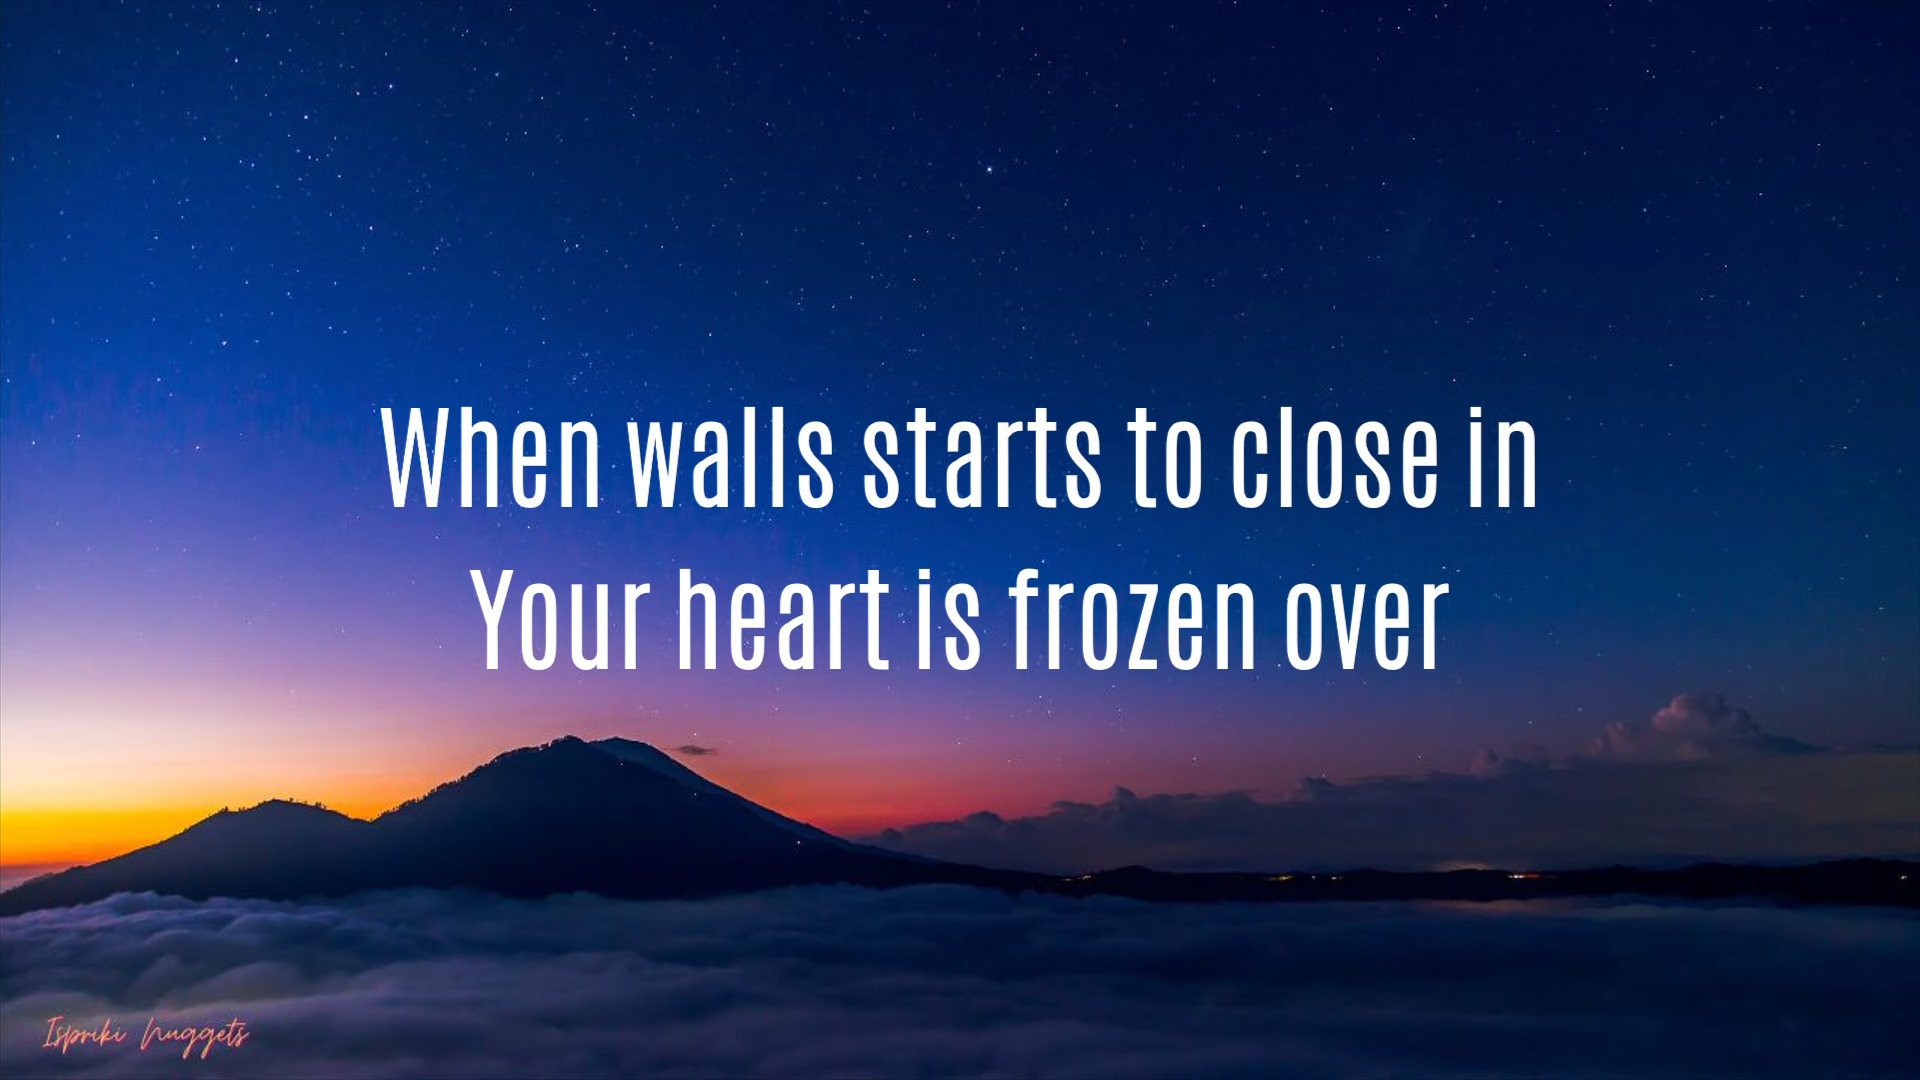 When walls starts to close in
Your heart is frozen over
Ispriki Nuggets